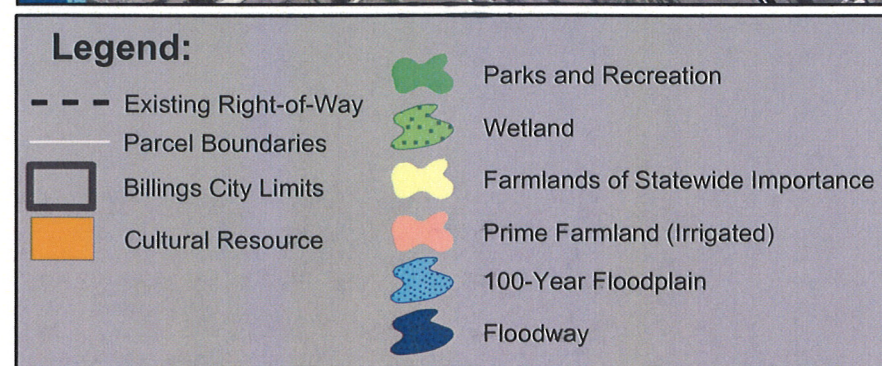 Legend:
Existing Right-of-Way
Parcel Boundaries
Billings City Limits
Cultural Resource
Parks and Recreation
Wetland
Farmlands of Statewide Importance
Prime Farmland (Irrigated)
100-Year Floodplain
Floodway